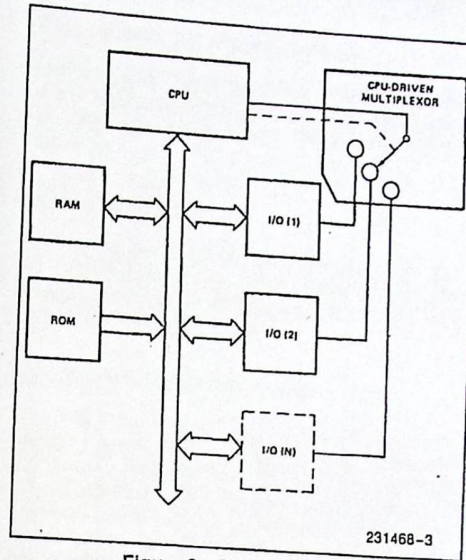 CPU
CPU-DRIVEN
MULTIPLEXOR
RAM
I/O (1)
ROM
I/O (2)
I/O (N)
231468-3